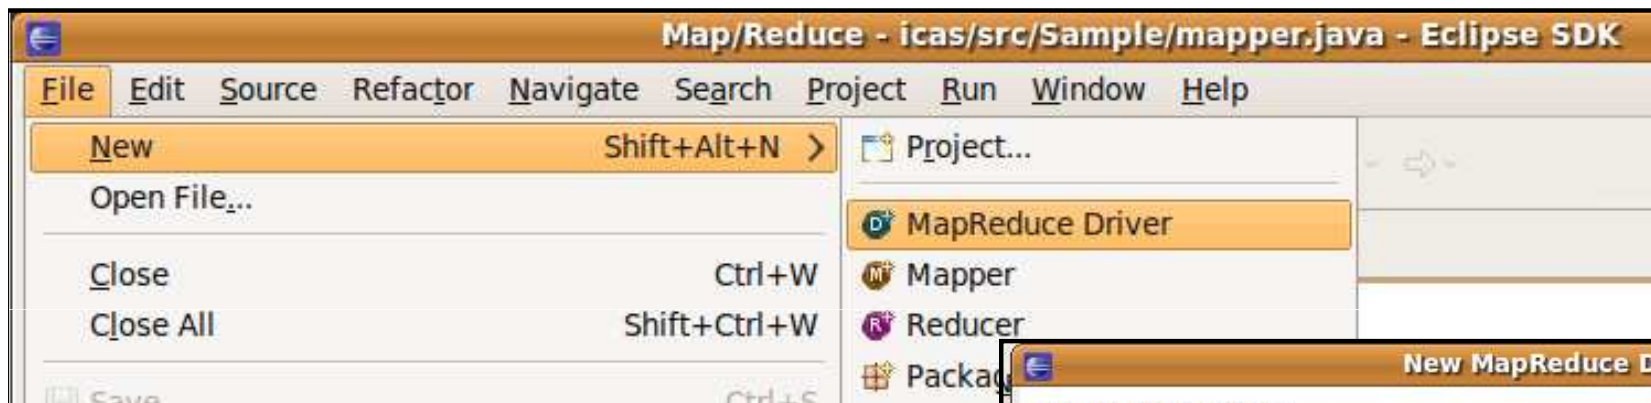 Map/Reduce - icas/src/Sample/mapper.java - Eclipse SDK
File Edit Source Refactor Navigate Search Project Run Window Help
New Shift+Alt+N
Open File...
Close Ctrl+W
Close All Shift+Ctrl+W
Save Ctrl+S
Project...
MapReduce Driver
Mapper
Reducer
Packag
New MapReduce D